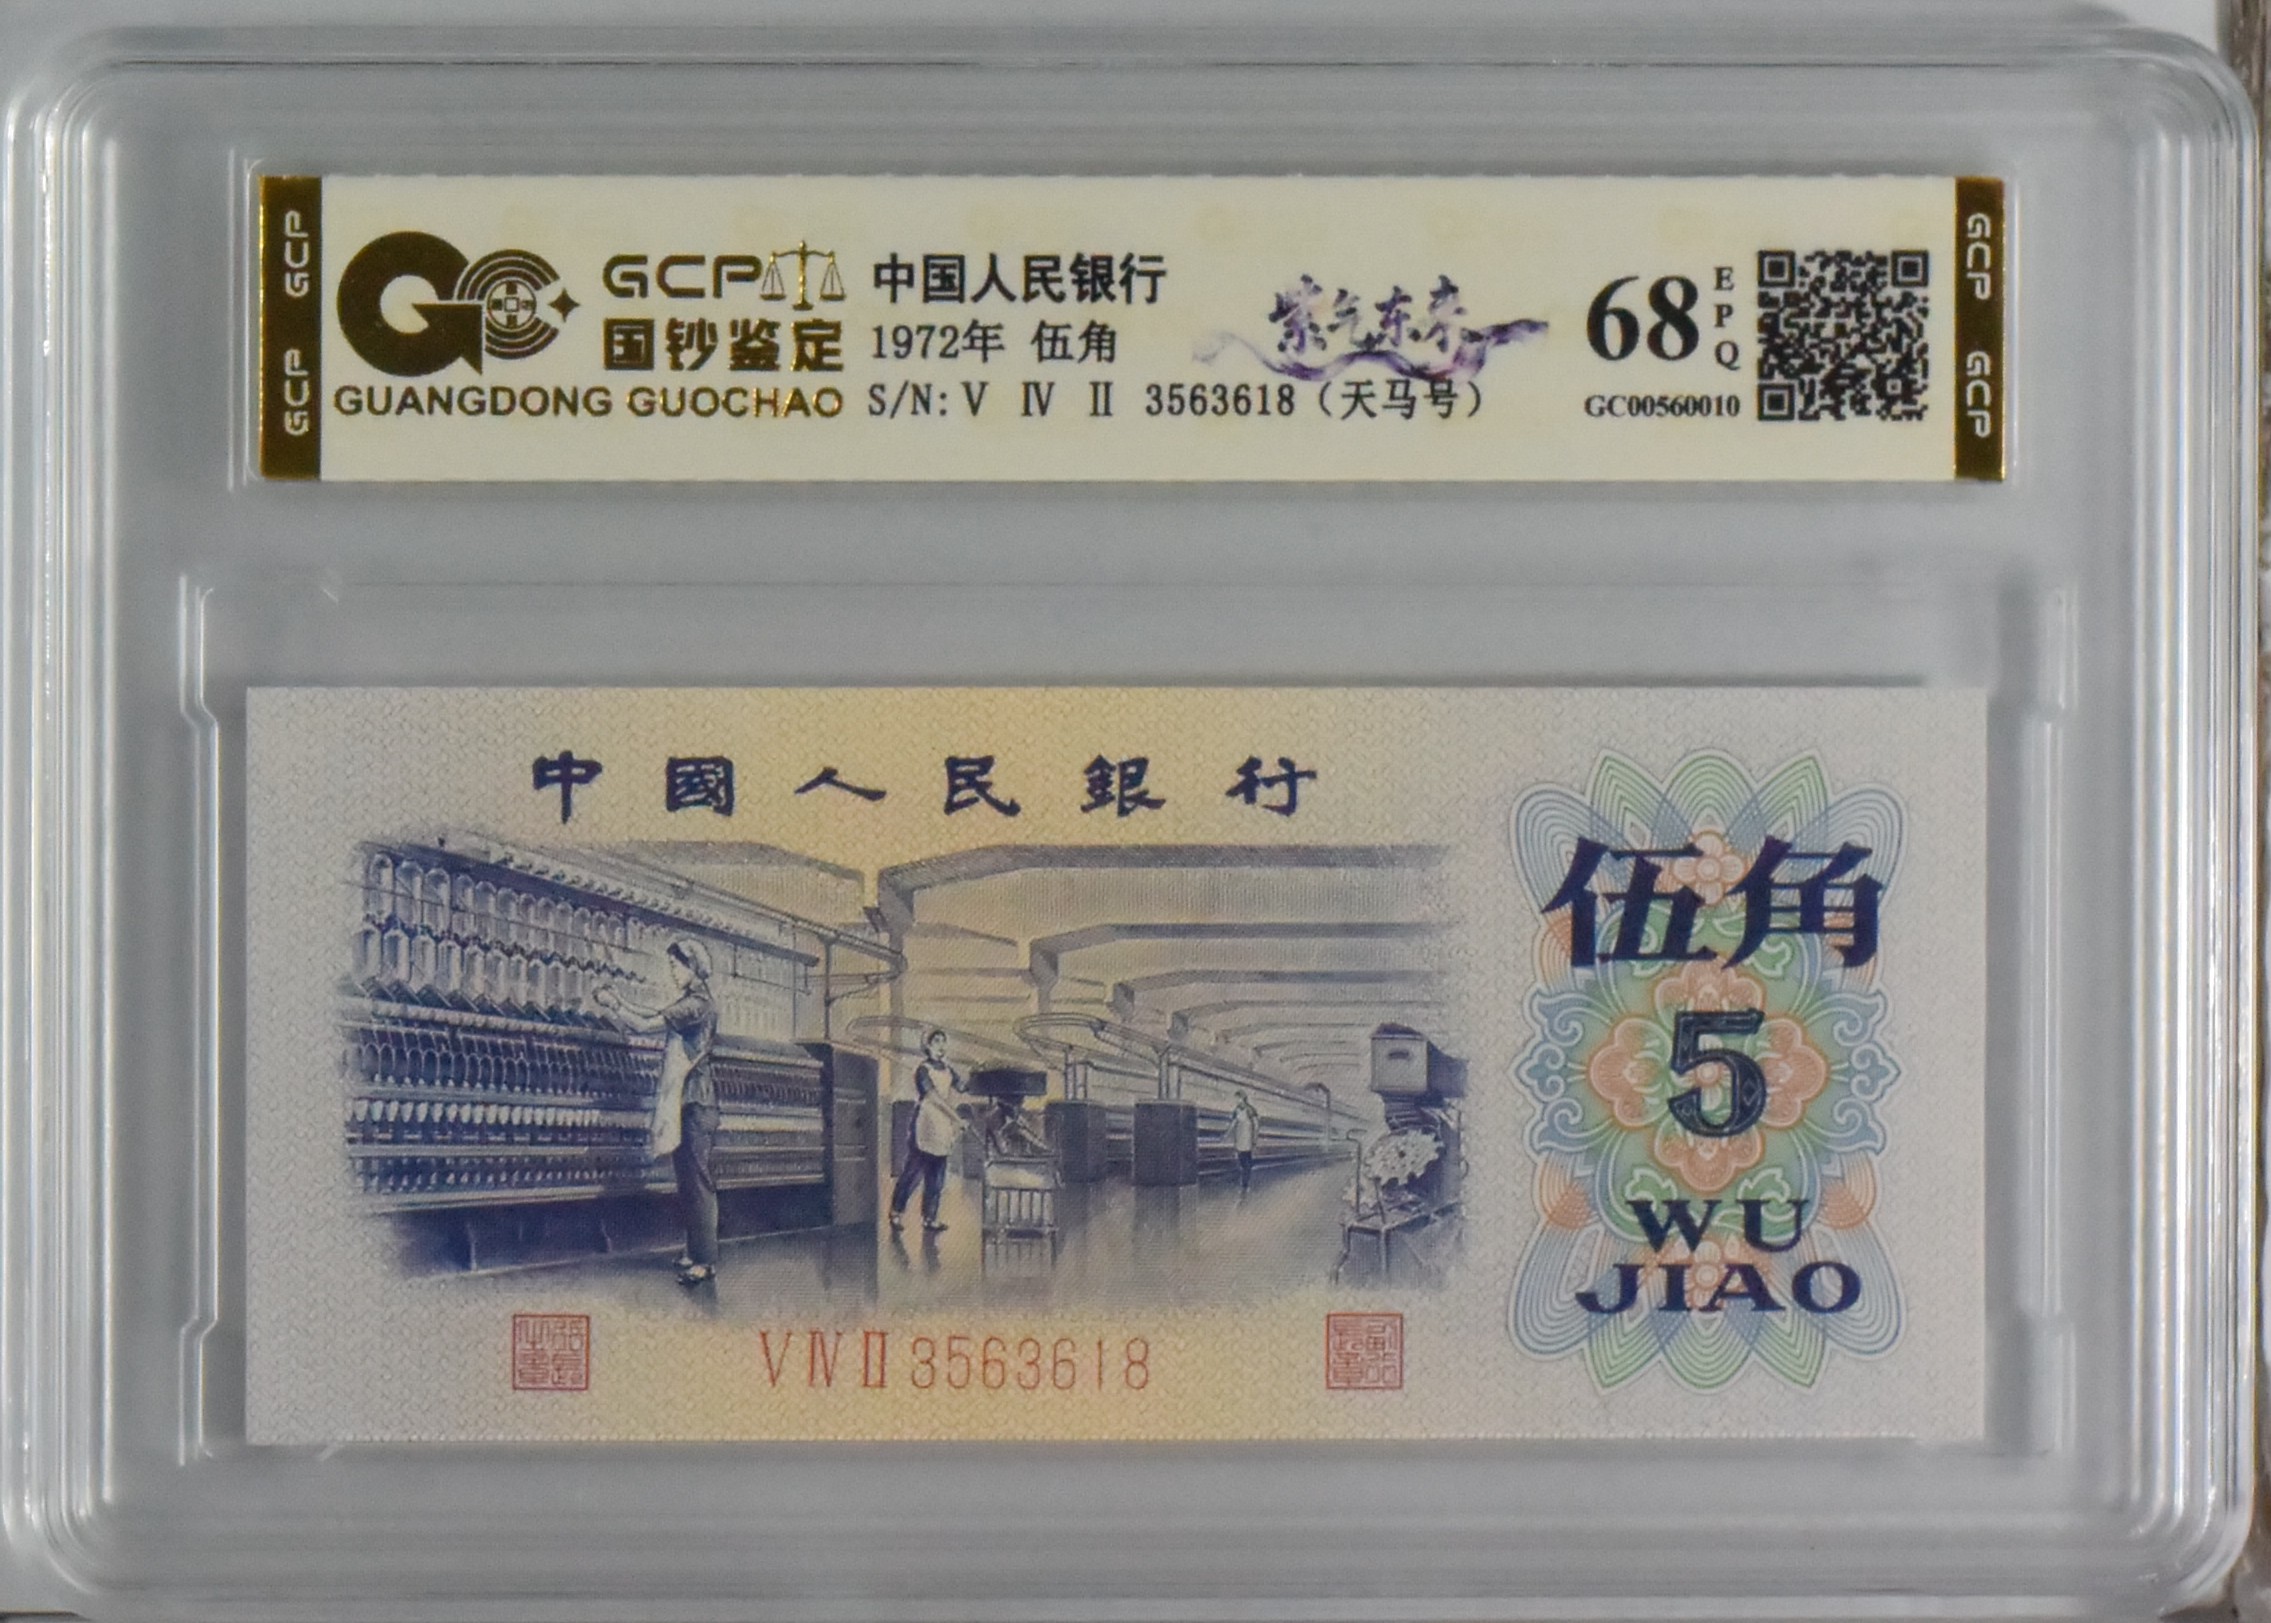 GCP
GCP
GCP
国钞鉴定
GUANGDONG GUOCHAO
中国人民银行
1972年 伍角
S/N: V Ⅳ Ⅱ 3563618（天马号）
紫气东来
68
EPQ
GC00560010
GCP
GCP
中國人民銀行
伍角
5
WU
JIAO
V Ⅳ Ⅱ 3563618